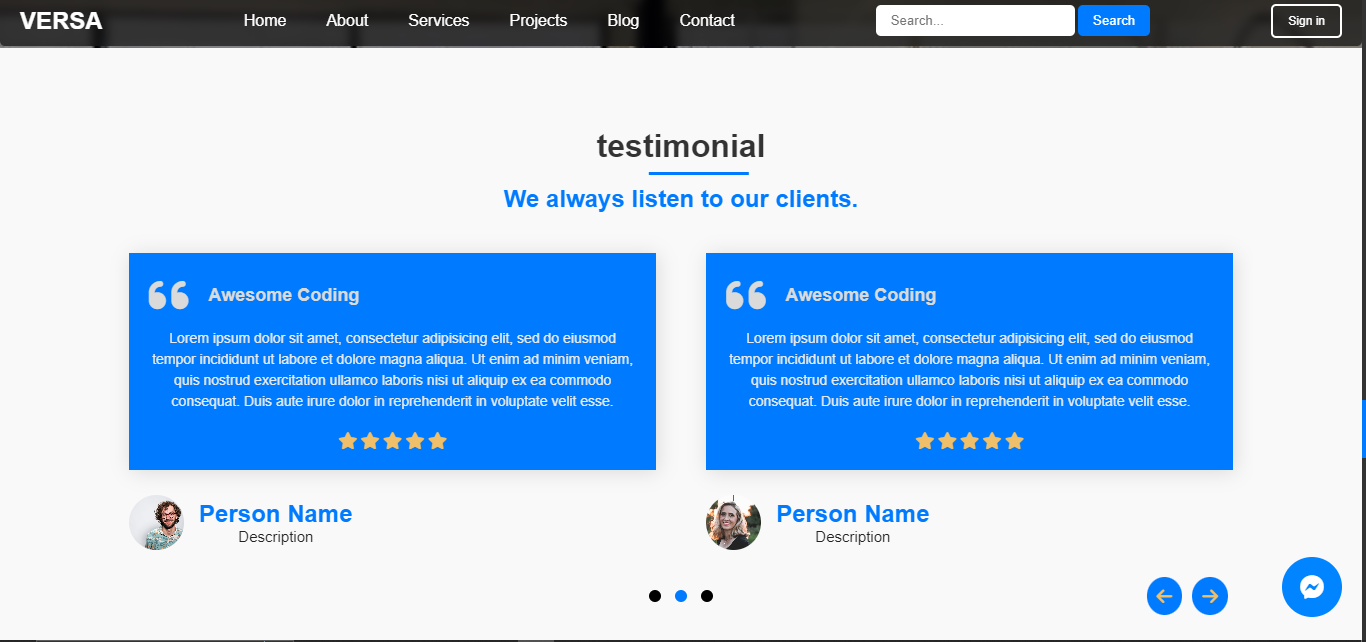 VERSA Home About Services Projects Blog Contact Search... Search Sign in
testimonial
We always listen to our clients.
Awesome Coding
Lorem ipsum dolor sit amet, consectetur adipisicing elit, sed do eiusmod
tempor incididunt ut labore et dolore magna aliqua. Ut enim ad minim veniam,
quis nostrud exercitation ullamco laboris nisi ut aliquip ex ea commodo
consequat. Duis aute irure dolor in reprehenderit in voluptate velit esse.
Person Name
Description
Awesome Coding
Lorem ipsum dolor sit amet, consectetur adipisicing elit, sed do eiusmod
tempor incididunt ut labore et dolore magna aliqua. Ut enim ad minim veniam,
quis nostrud exercitation ullamco laboris nisi ut aliquip ex ea commodo
consequat. Duis aute irure dolor in reprehenderit in voluptate velit esse.
Person Name
Description